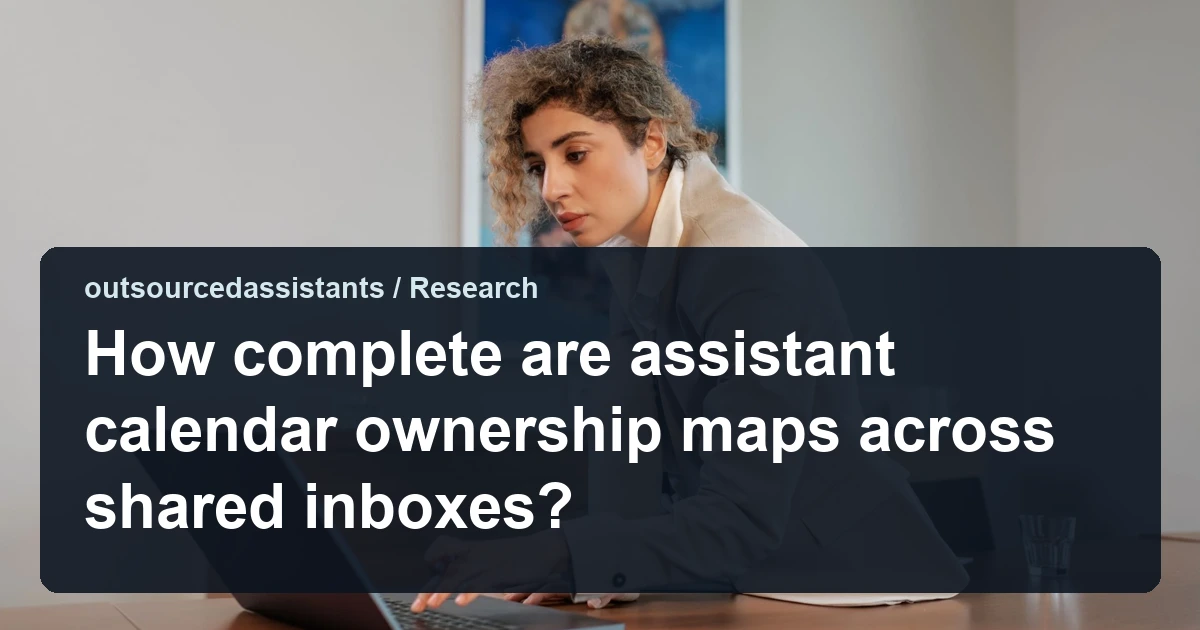 outsourcedassistants / Research
How complete are assistant
calendar ownership maps across
shared inboxes?